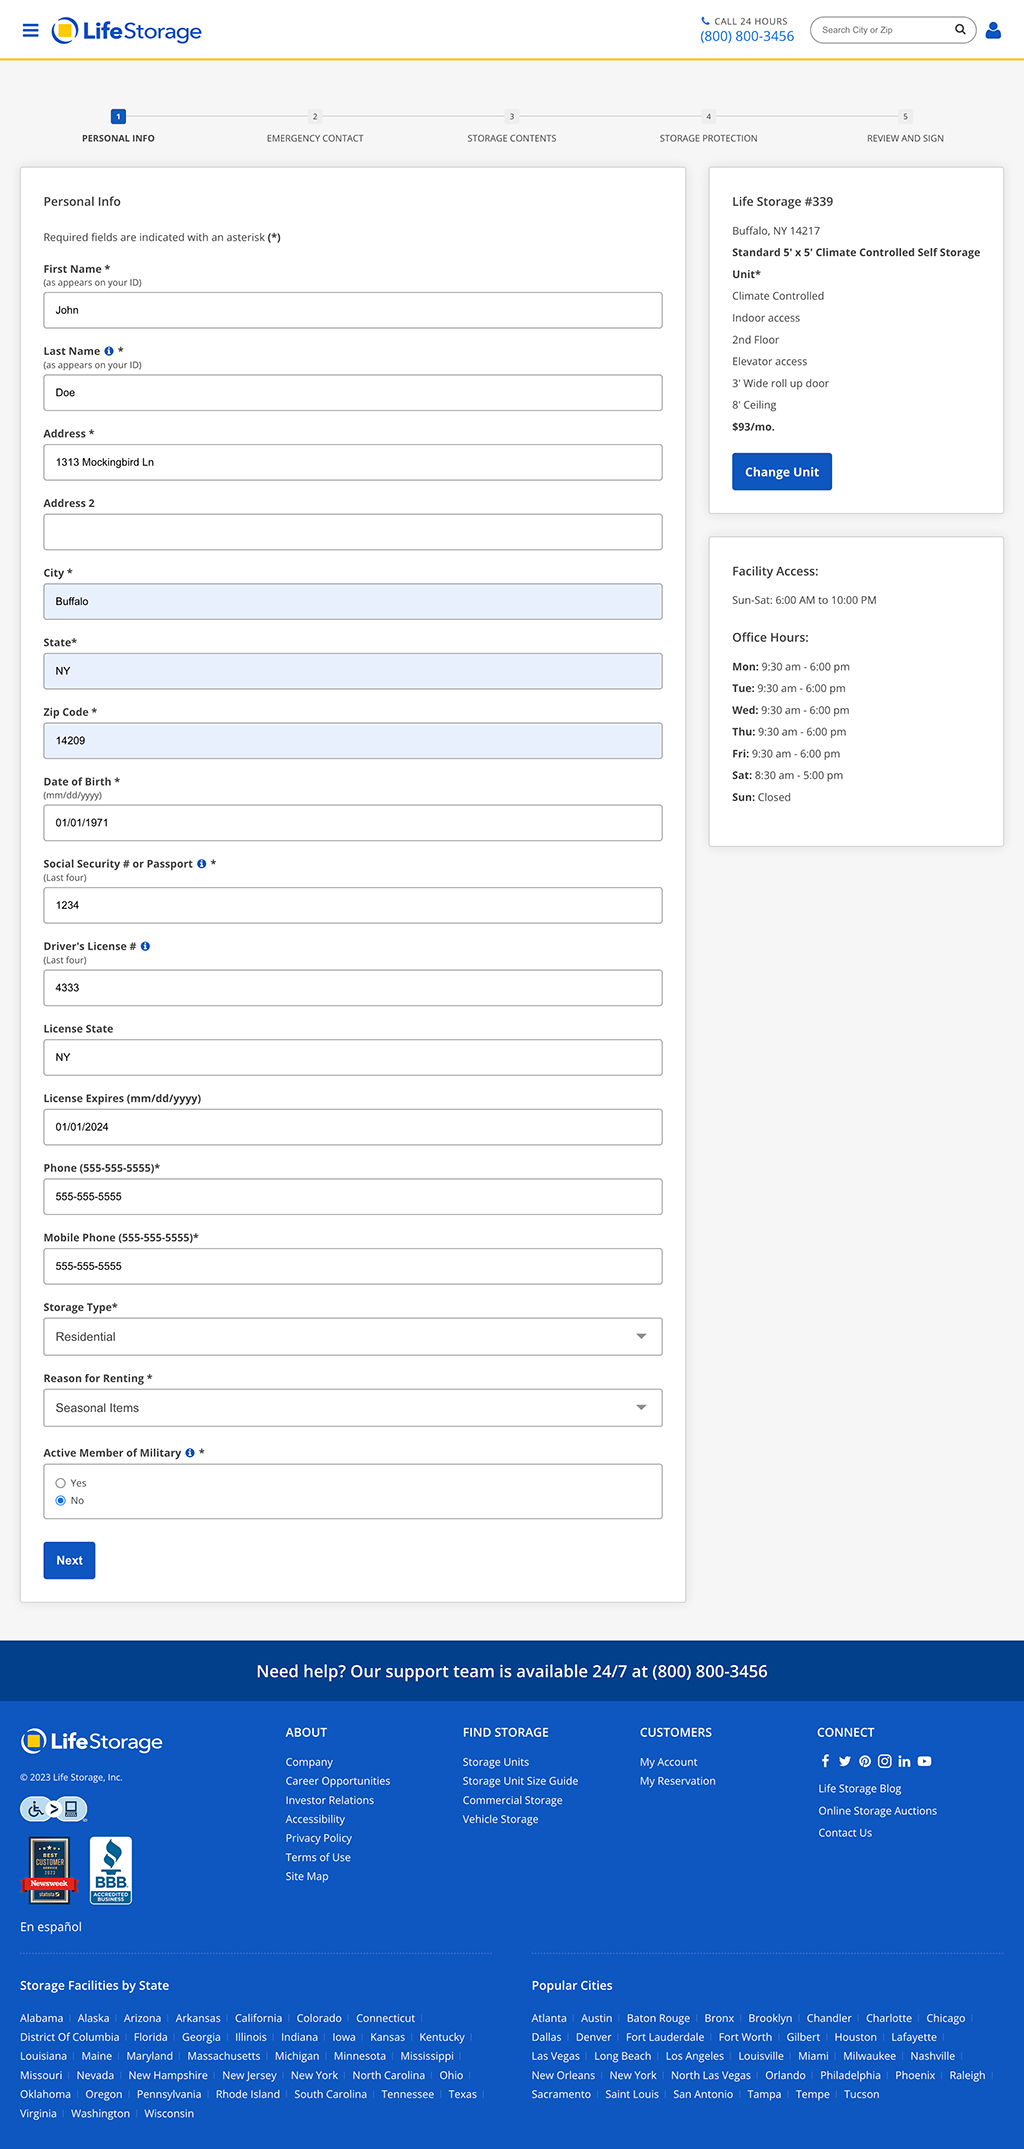 LifeStorage
CALL 24 HOURS
(800) 800-3456
Search City or Zip
1 2 3 4 5
PERSONAL INFO EMERGENCY CONTACT STORAGE CONTENTS STORAGE PROTECTION REVIEW AND SIGN
Personal Info
Required fields are indicated with an asterisk (*)
First Name *
(as appears on your ID)
John
Last Name *
(as appears on your ID)
Doe
Address *
1313 Mockingbird Ln
Address 2
City *
Buffalo
State*
NY
Zip Code *
14209
Date of Birth *
(mm/dd/yyyy)
01/01/1971
Social Security # or Passport *
(Last four)
1234
Driver's License #
(Last four)
4333
License State
NY
License Expires (mm/dd/yyyy)
01/01/2024
Phone (555-555-5555)*
555-555-5555
Mobile Phone (555-555-5555)*
555-555-5555
Storage Type*
Residential
Reason for Renting *
Seasonal Items
Active Member of Military *
Yes
No
Next
Life Storage #339
Buffalo, NY 14217
Standard 5' x 5' Climate Controlled Self Storage
Unit*
Climate Controlled
Indoor access
2nd Floor
Elevator access
3' Wide roll up door
8' Ceiling
$93/mo.
Change Unit
Facility Access:
Sun-Sat: 6:00 AM to 10:00 PM
Office Hours:
Mon: 9:30 am - 6:00 pm
Tue: 9:30 am - 6:00 pm
Wed: 9:30 am - 6:00 pm
Thu: 9:30 am - 6:00 pm
Fri: 9:30 am - 6:00 pm
Sat: 8:30 am - 5:00 pm
Sun: Closed
Need help? Our support team is available 24/7 at (800) 800-3456
LifeStorage
© 2023 Life Storage, Inc.
BEST
CUSTOMER
SERVICE
2023
Newsweek
statista
BBB.
ACCREDITED
BUSINESS
En español
ABOUT
Company
Career Opportunities
Investor Relations
Accessibility
Privacy Policy
Terms of Use
Site Map
FIND STORAGE
Storage Units
Storage Unit Size Guide
Commercial Storage
Vehicle Storage
CUSTOMERS
My Account
My Reservation
CONNECT
Life Storage Blog
Online Storage Auctions
Contact Us
Storage Facilities by State
Alabama Alaska Arizona Arkansas California Colorado Connecticut
District Of Columbia Florida Georgia Illinois Indiana Iowa Kansas Kentucky
Louisiana Maine Maryland Massachusetts Michigan Minnesota Mississippi
Missouri Nevada New Hampshire New Jersey New York North Carolina Ohio
Oklahoma Oregon Pennsylvania Rhode Island South Carolina Tennessee Texas
Virginia Washington Wisconsin
Popular Cities
Atlanta Austin Baton Rouge Bronx Brooklyn Chandler Charlotte Chicago
Dallas Denver Fort Lauderdale Fort Worth Gilbert Houston Lafayette
Las Vegas Long Beach Los Angeles Louisville Miami Milwaukee Nashville
New Orleans New York North Las Vegas Orlando Philadelphia Phoenix Raleigh
Sacramento Saint Louis San Antonio Tampa Tempe Tucson